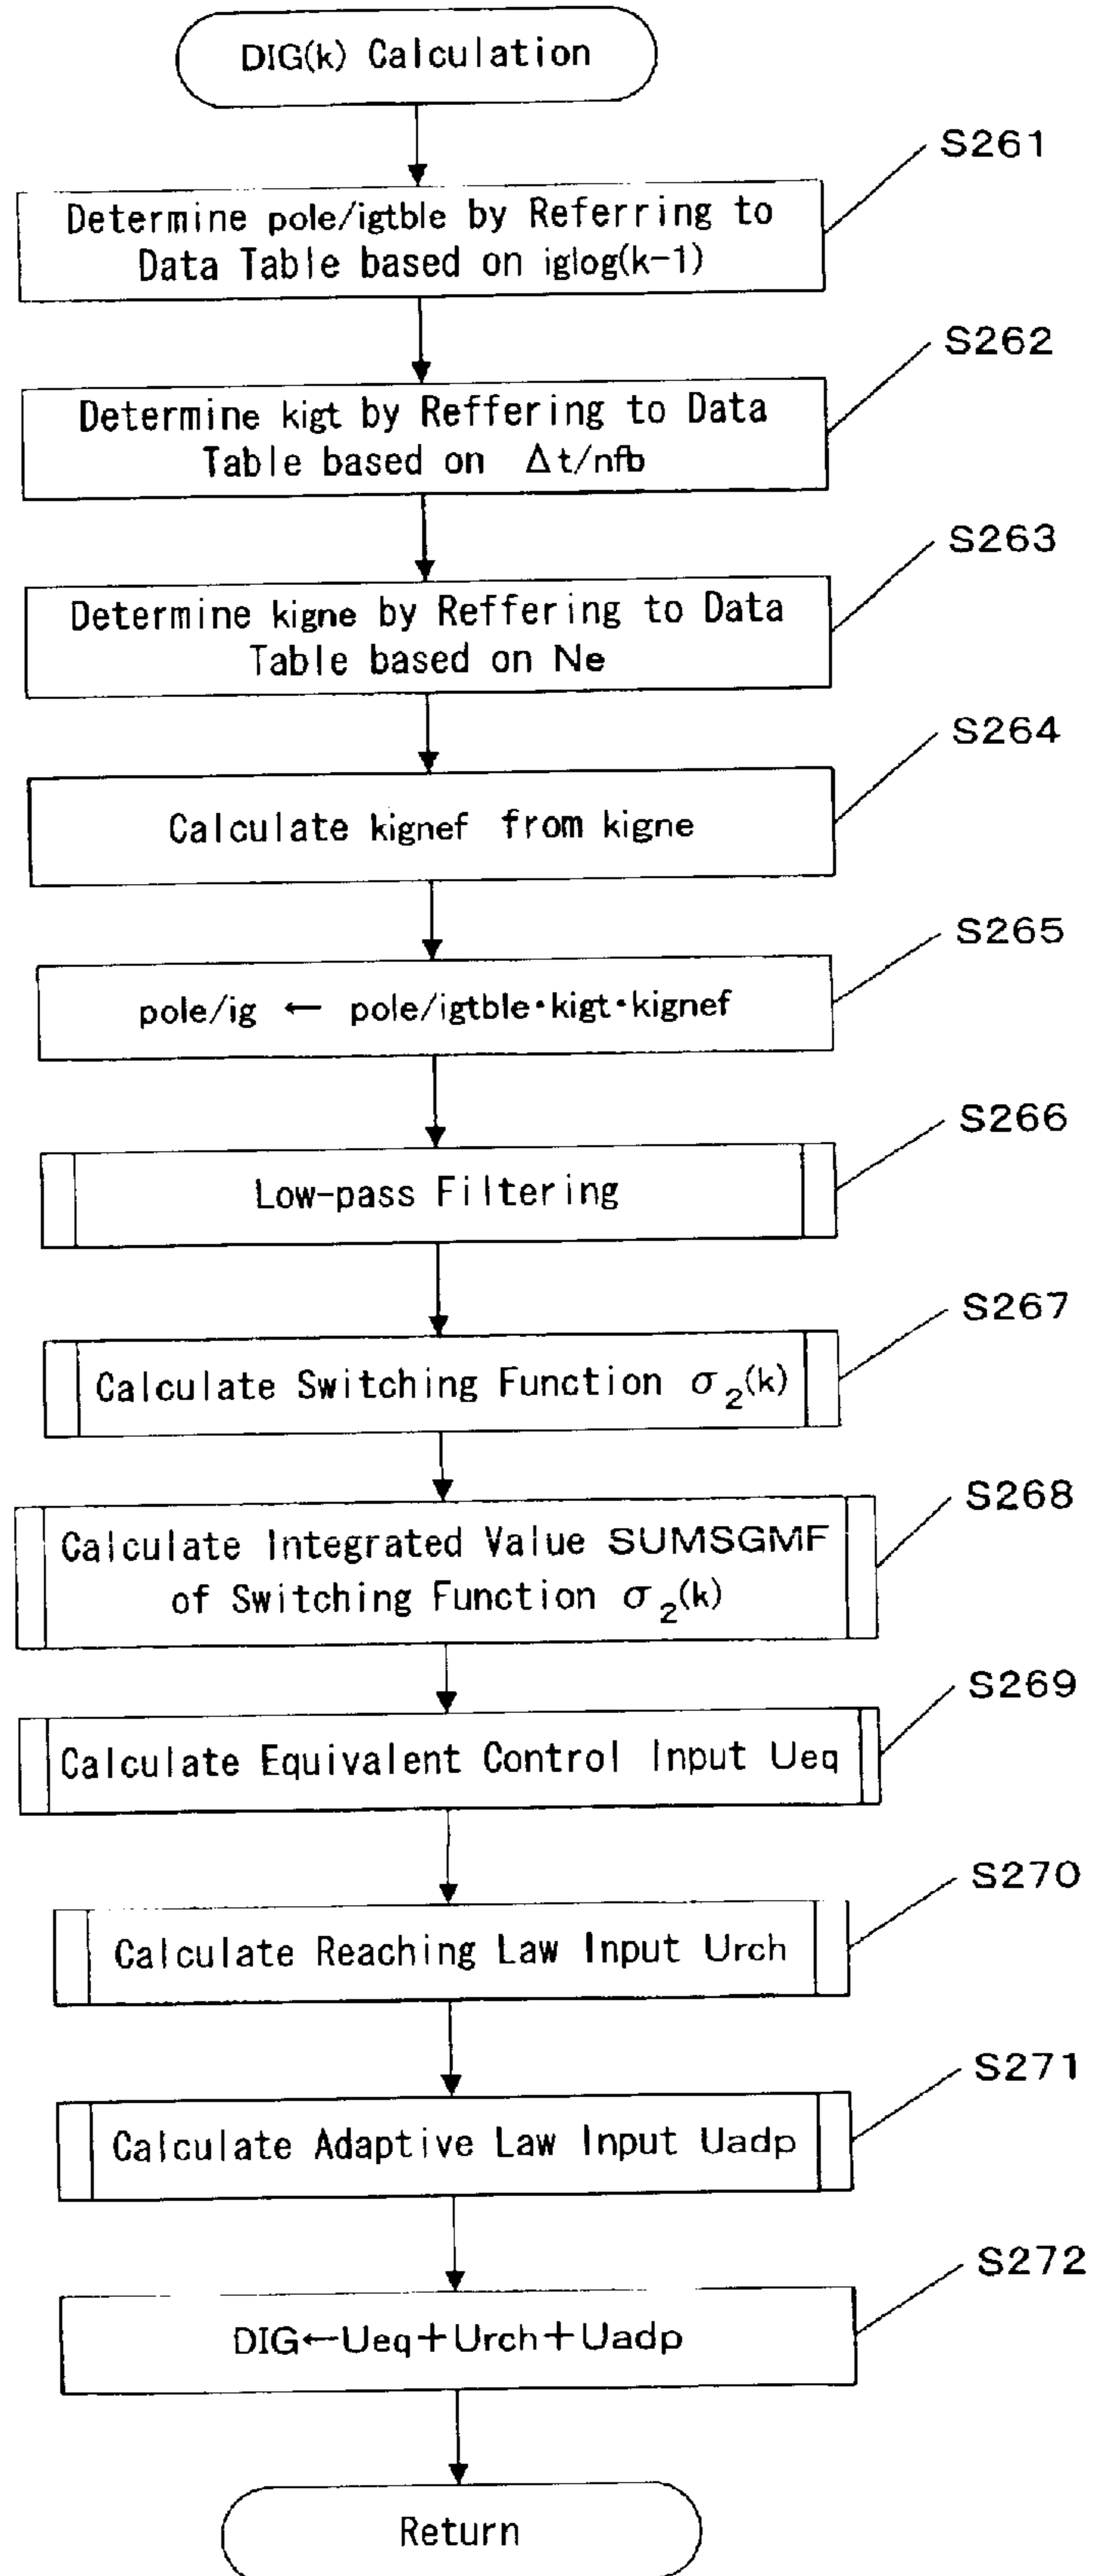 DIG(k) Calculation
S261
Determine pole/igtble by Referring to
Data Table based on iglog(k-1)
S262
Determine kigt by Reffering to Data
Table based on Δt/nfb
S263
Determine kigne by Reffering to Data
Table based on Ne
S264
Calculate kignef from kigne
S265
pole/ig ← pole/igtble·kigt·kignef
S266
Low-pass Filtering
S267
Calculate Switching Function σ₂(k)
S268
Calculate Integrated Value SUMSGMF
of Switching Function σ₂(k)
S269
Calculate Equivalent Control Input Ueq
S270
Calculate Reaching Law Input Urch
S271
Calculate Adaptive Law Input Uadp
S272
DIG←Ueq+Urch+Uadp
Return